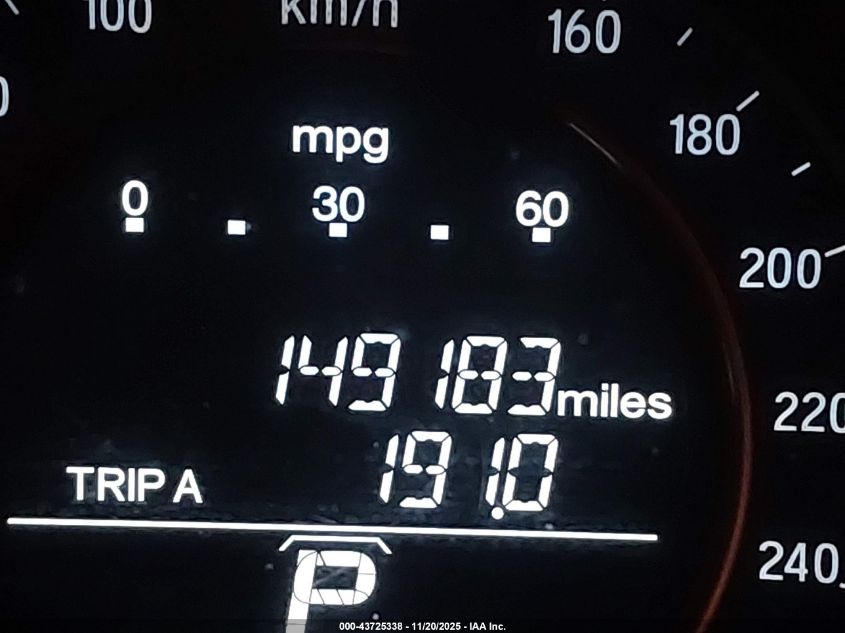 100 km/h 160
180
mpg
0 30 60
200
149183 miles
220
TRIP A 191.0
240
P
000-43725338 - 11/20/2025 - IAA Inc.